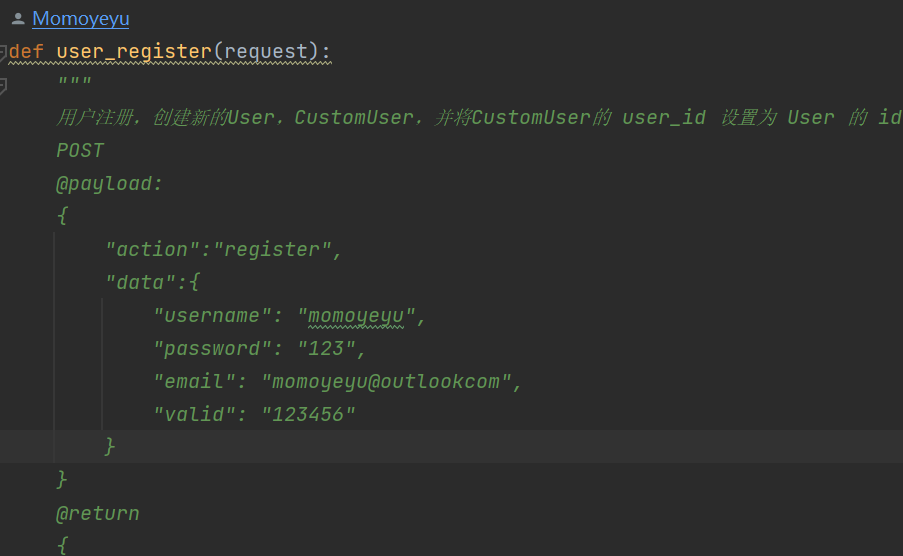 Momoyeyu
def user_register(request):
"""
用户注册，创建新的User，CustomUser，并将CustomUser的 user_id 设置为 User 的 id
POST
@payload:
{
"action":"register",
"data":{
"username": "momoyeyu",
"password": "123",
"email": "momoyeyu@outlookcom",
"valid": "123456"
}
}
@return
{